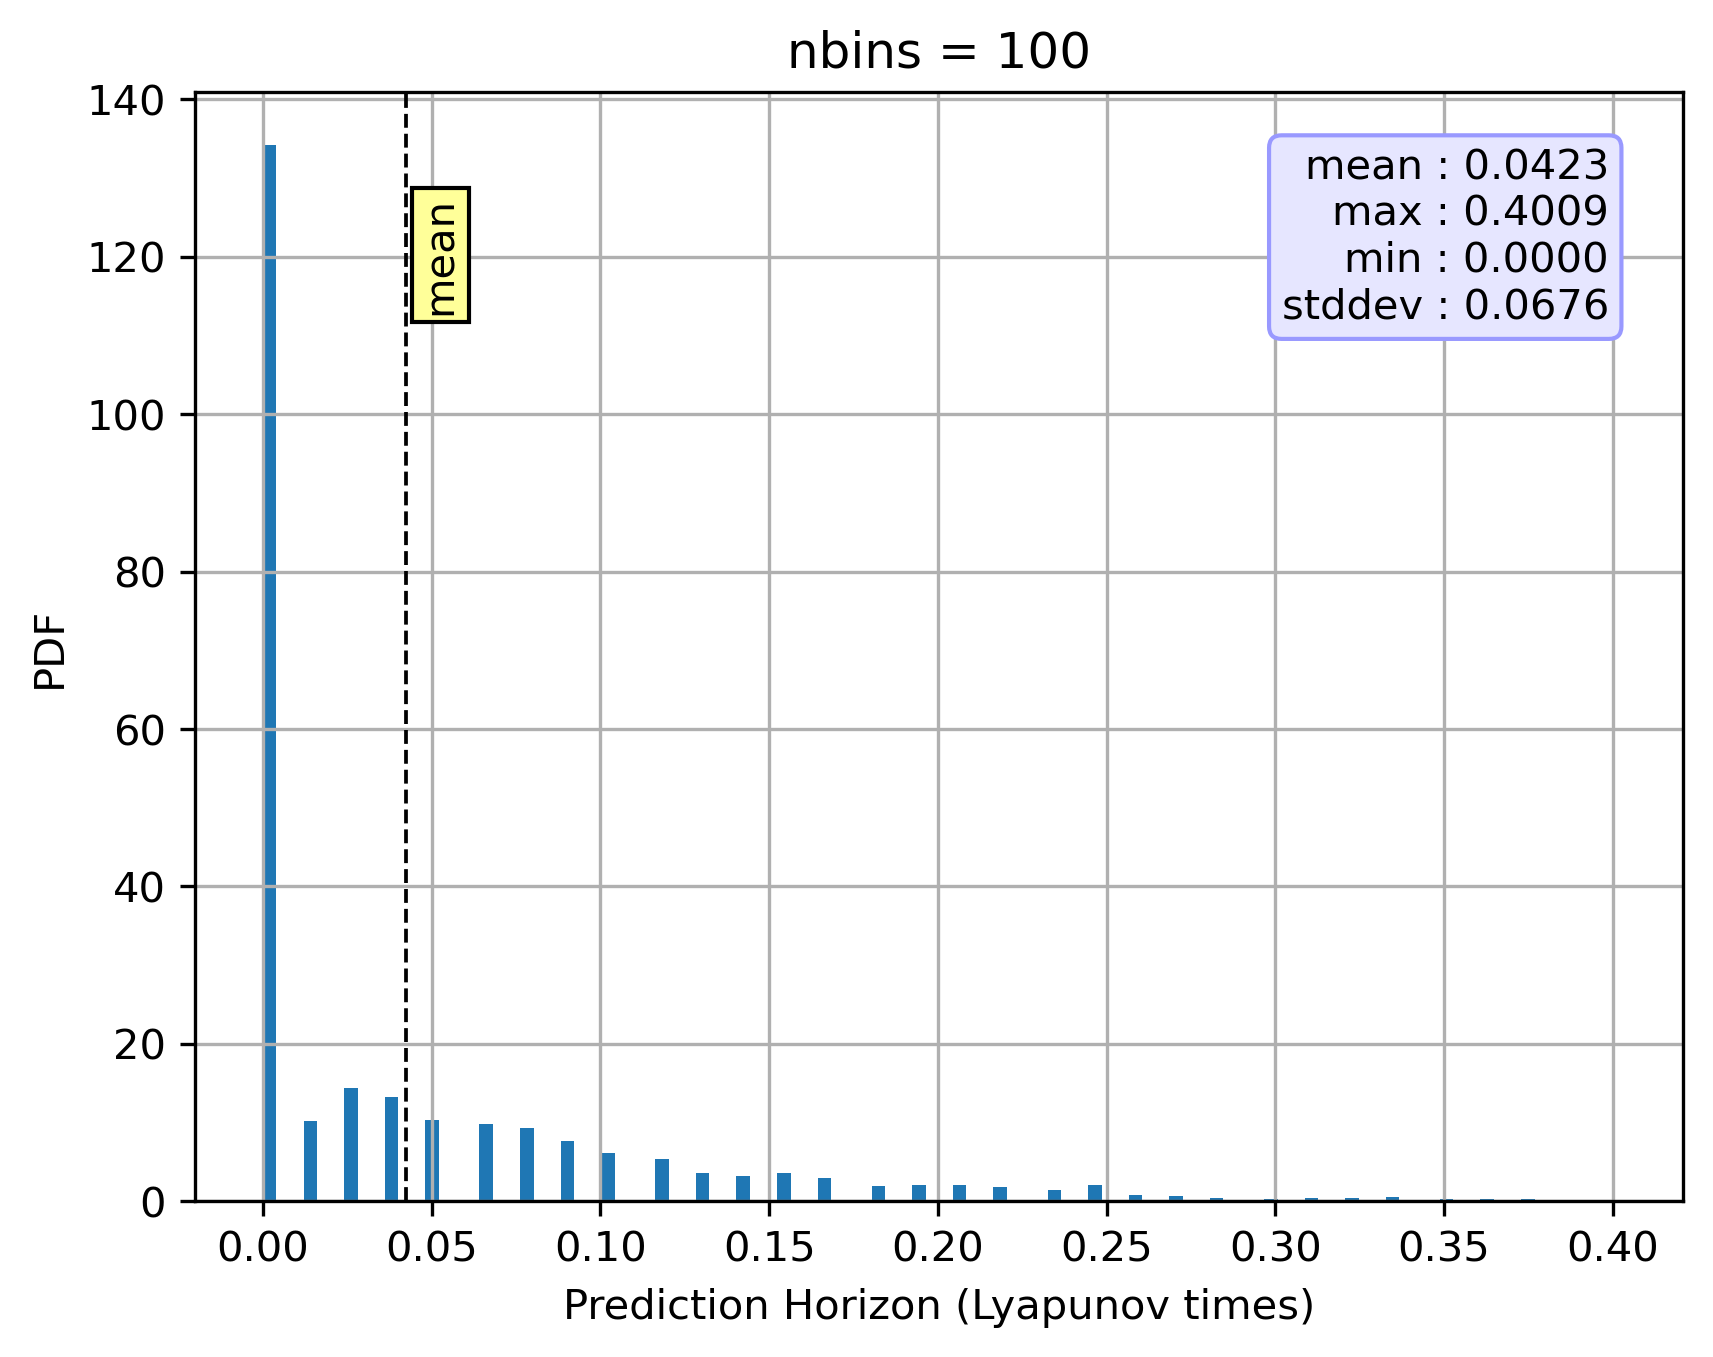 nbins = 100
140
120
100
80
60
40
20
0
PDF
mean
mean : 0.0423
max : 0.4009
min : 0.0000
stddev : 0.0676
0.00 0.05 0.10 0.15 0.20 0.25 0.30 0.35 0.40
Prediction Horizon (Lyapunov times)